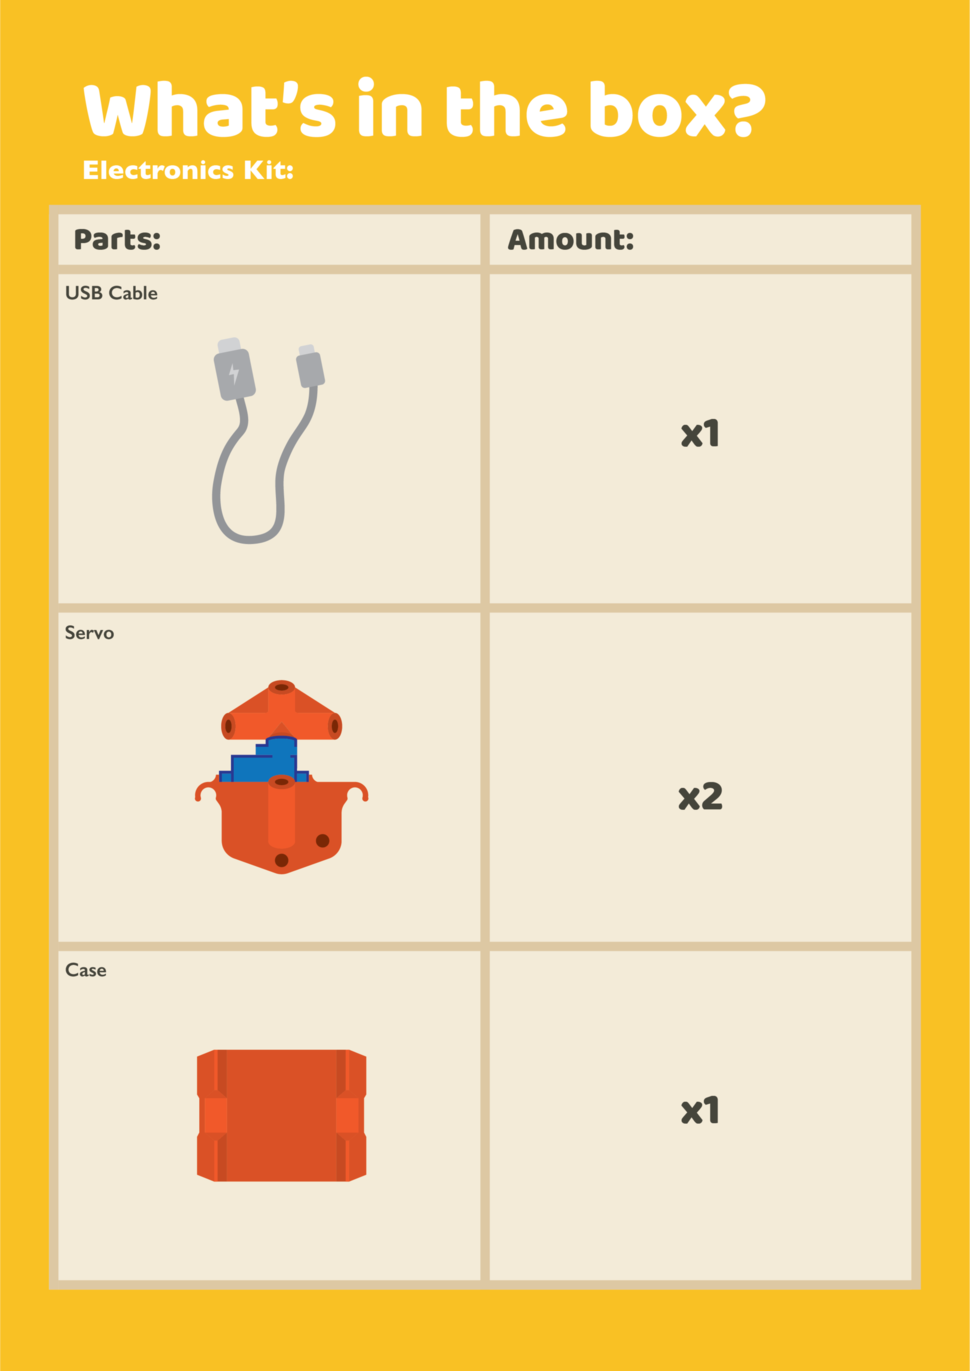 What's in the box?
Electronics Kit:
Parts:
Amount:
USB Cable
x1
Servo
x2
Case
x1